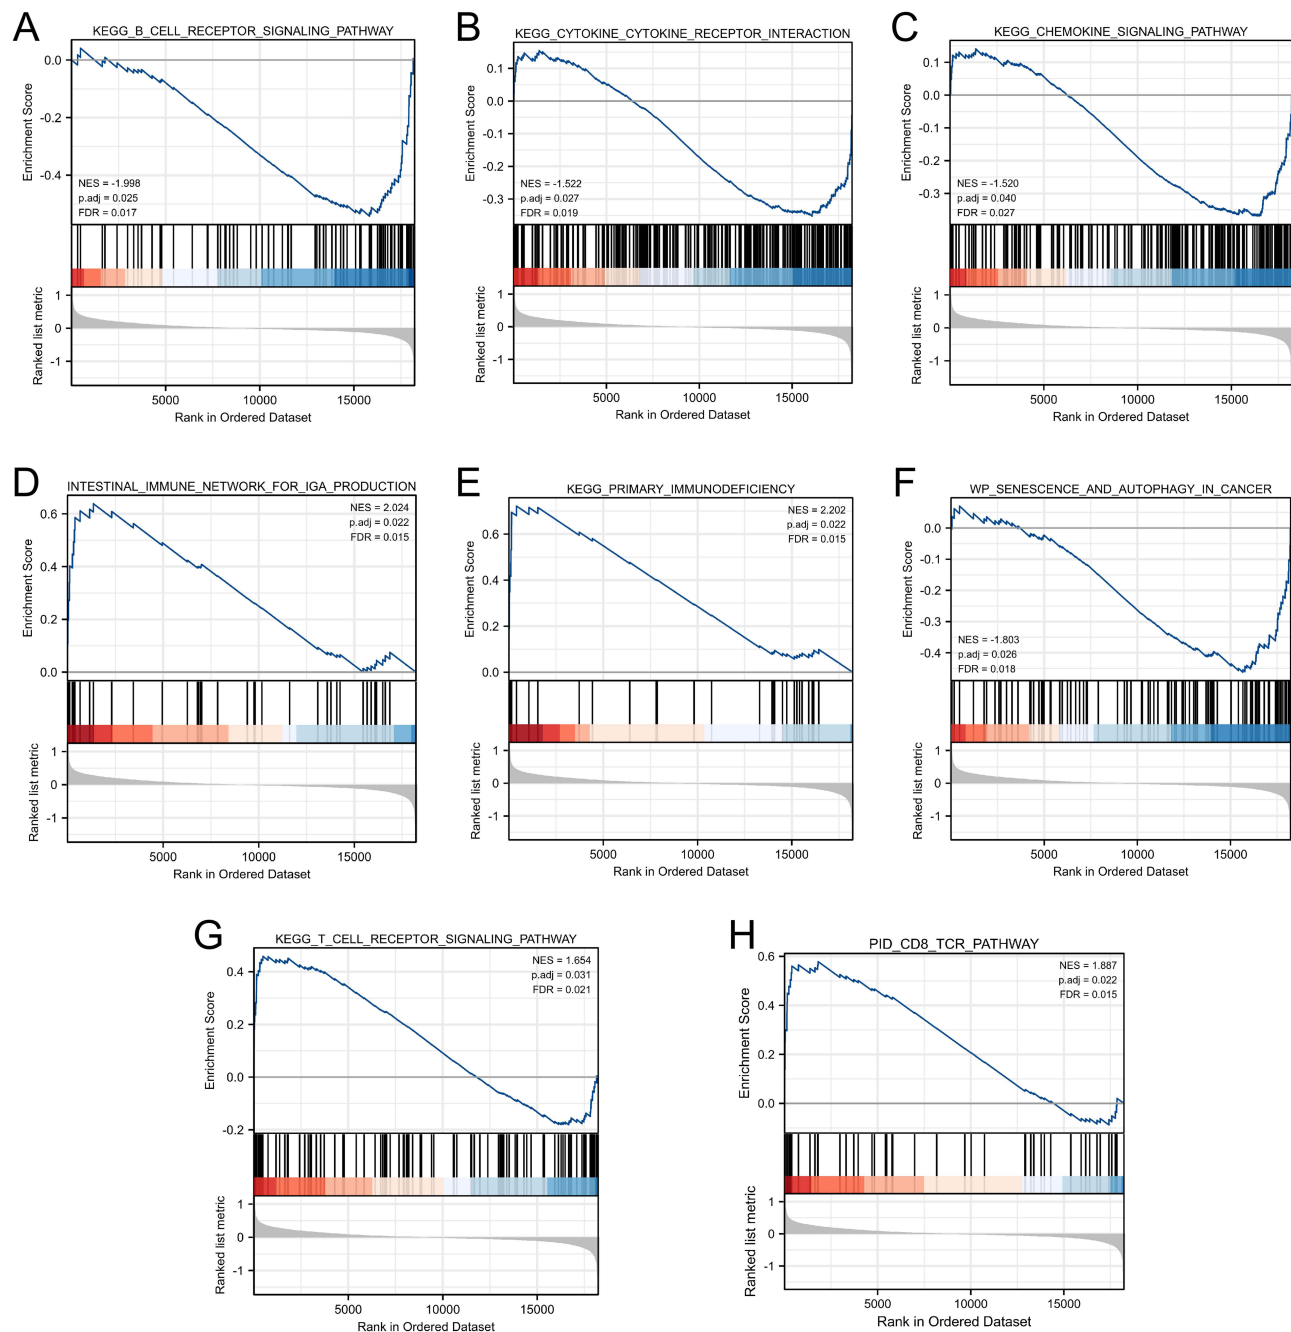 A
KEGG_B_CELL_RECEPTOR_SIGNALING_PATHWAY
0.0
-0.2
-0.4
Enrichment Score
NES = -1.998
p.adj = 0.025
FDR = 0.017
1
0
-1
Ranked list metric
5000 10000 15000
Rank in Ordered Dataset
B
KEGG_CYTOKINE_CYTOKINE_RECEPTOR_INTERACTION
0.1
0.0
-0.1
-0.2
-0.3
Enrichment Score
NES = -1.522
p.adj = 0.027
FDR = 0.019
1
0
-1
Ranked list metric
5000 10000 15000
Rank in Ordered Dataset
C
KEGG_CHEMOKINE_SIGNALING_PATHWAY
0.1
0.0
-0.1
-0.2
-0.3
Enrichment Score
NES = -1.520
p.adj = 0.040
FDR = 0.027
1
0
-1
Ranked list metric
5000 10000 15000
Rank in Ordered Dataset
D
INTESTINAL_IMMUNE_NETWORK_FOR_IGA_PRODUCTION
0.6
0.4
0.2
0.0
Enrichment Score
NES = 2.024
p.adj = 0.022
FDR = 0.015
1
0
-1
Ranked list metric
5000 10000 15000
Rank in Ordered Dataset
E
KEGG_PRIMARY_IMMUNODEFICIENCY
0.6
0.4
0.2
0.0
Enrichment Score
NES = 2.202
p.adj = 0.022
FDR = 0.015
1
0
-1
Ranked list metric
5000 10000 15000
Rank in Ordered Dataset
F
WP_SENESCENCE_AND_AUTOPHAGY_IN_CANCER
0.0
-0.1
-0.2
-0.3
-0.4
Enrichment Score
NES = -1.803
p.adj = 0.026
FDR = 0.018
1
0
-1
Ranked list metric
5000 10000 15000
Rank in Ordered Dataset
G
KEGG_T_CELL_RECEPTOR_SIGNALING_PATHWAY
0.4
0.2
0.0
-0.2
Enrichment Score
NES = 1.654
p.adj = 0.031
FDR = 0.021
1
0
-1
Ranked list metric
5000 10000 15000
Rank in Ordered Dataset
H
PID_CD8_TCR_PATHWAY
0.6
0.4
0.2
0.0
Enrichment Score
NES = 1.887
p.adj = 0.022
FDR = 0.015
1
0
-1
Ranked list metric
5000 10000 15000
Rank in Ordered Dataset